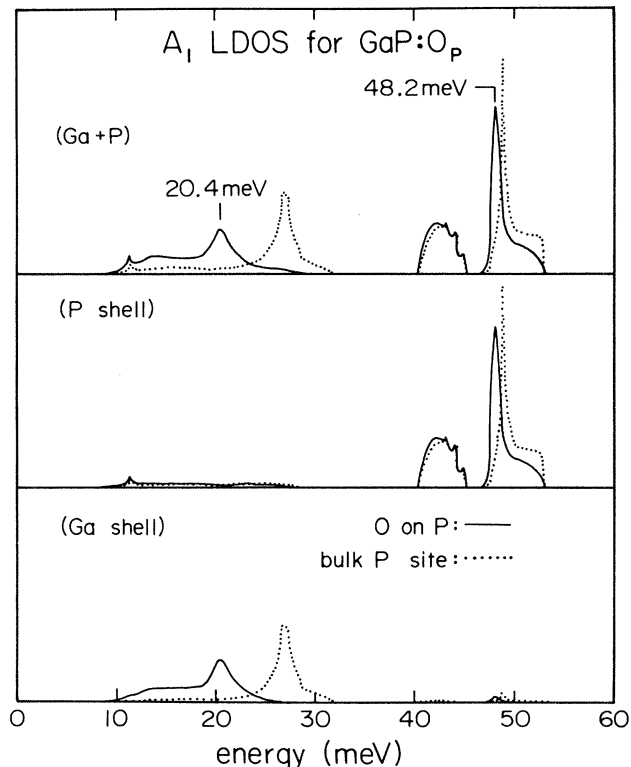 A₁ LDOS for GaP:Oₚ
48.2meV
(Ga+P)
20.4meV
(P shell)
(Ga shell)
O on P:
bulk P site:
0 10 20 30 40 50 60
energy (meV)